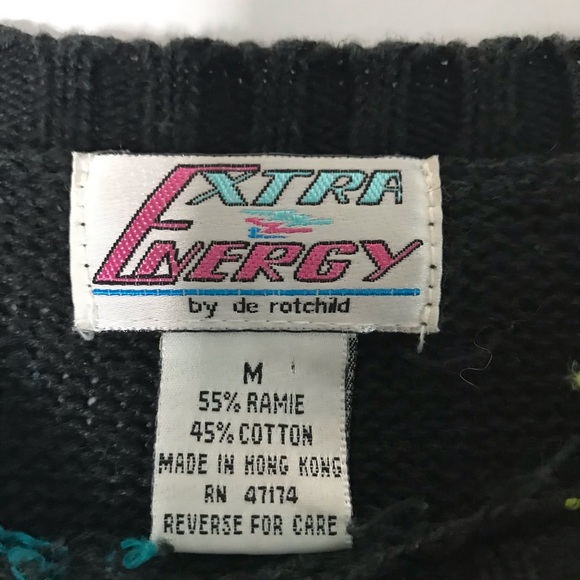 EXTRA
ENERGY
by de rotchild
M
55% RAMIE
45% COTTON
MADE IN HONG KONG
RN 47174
REVERSE FOR CARE